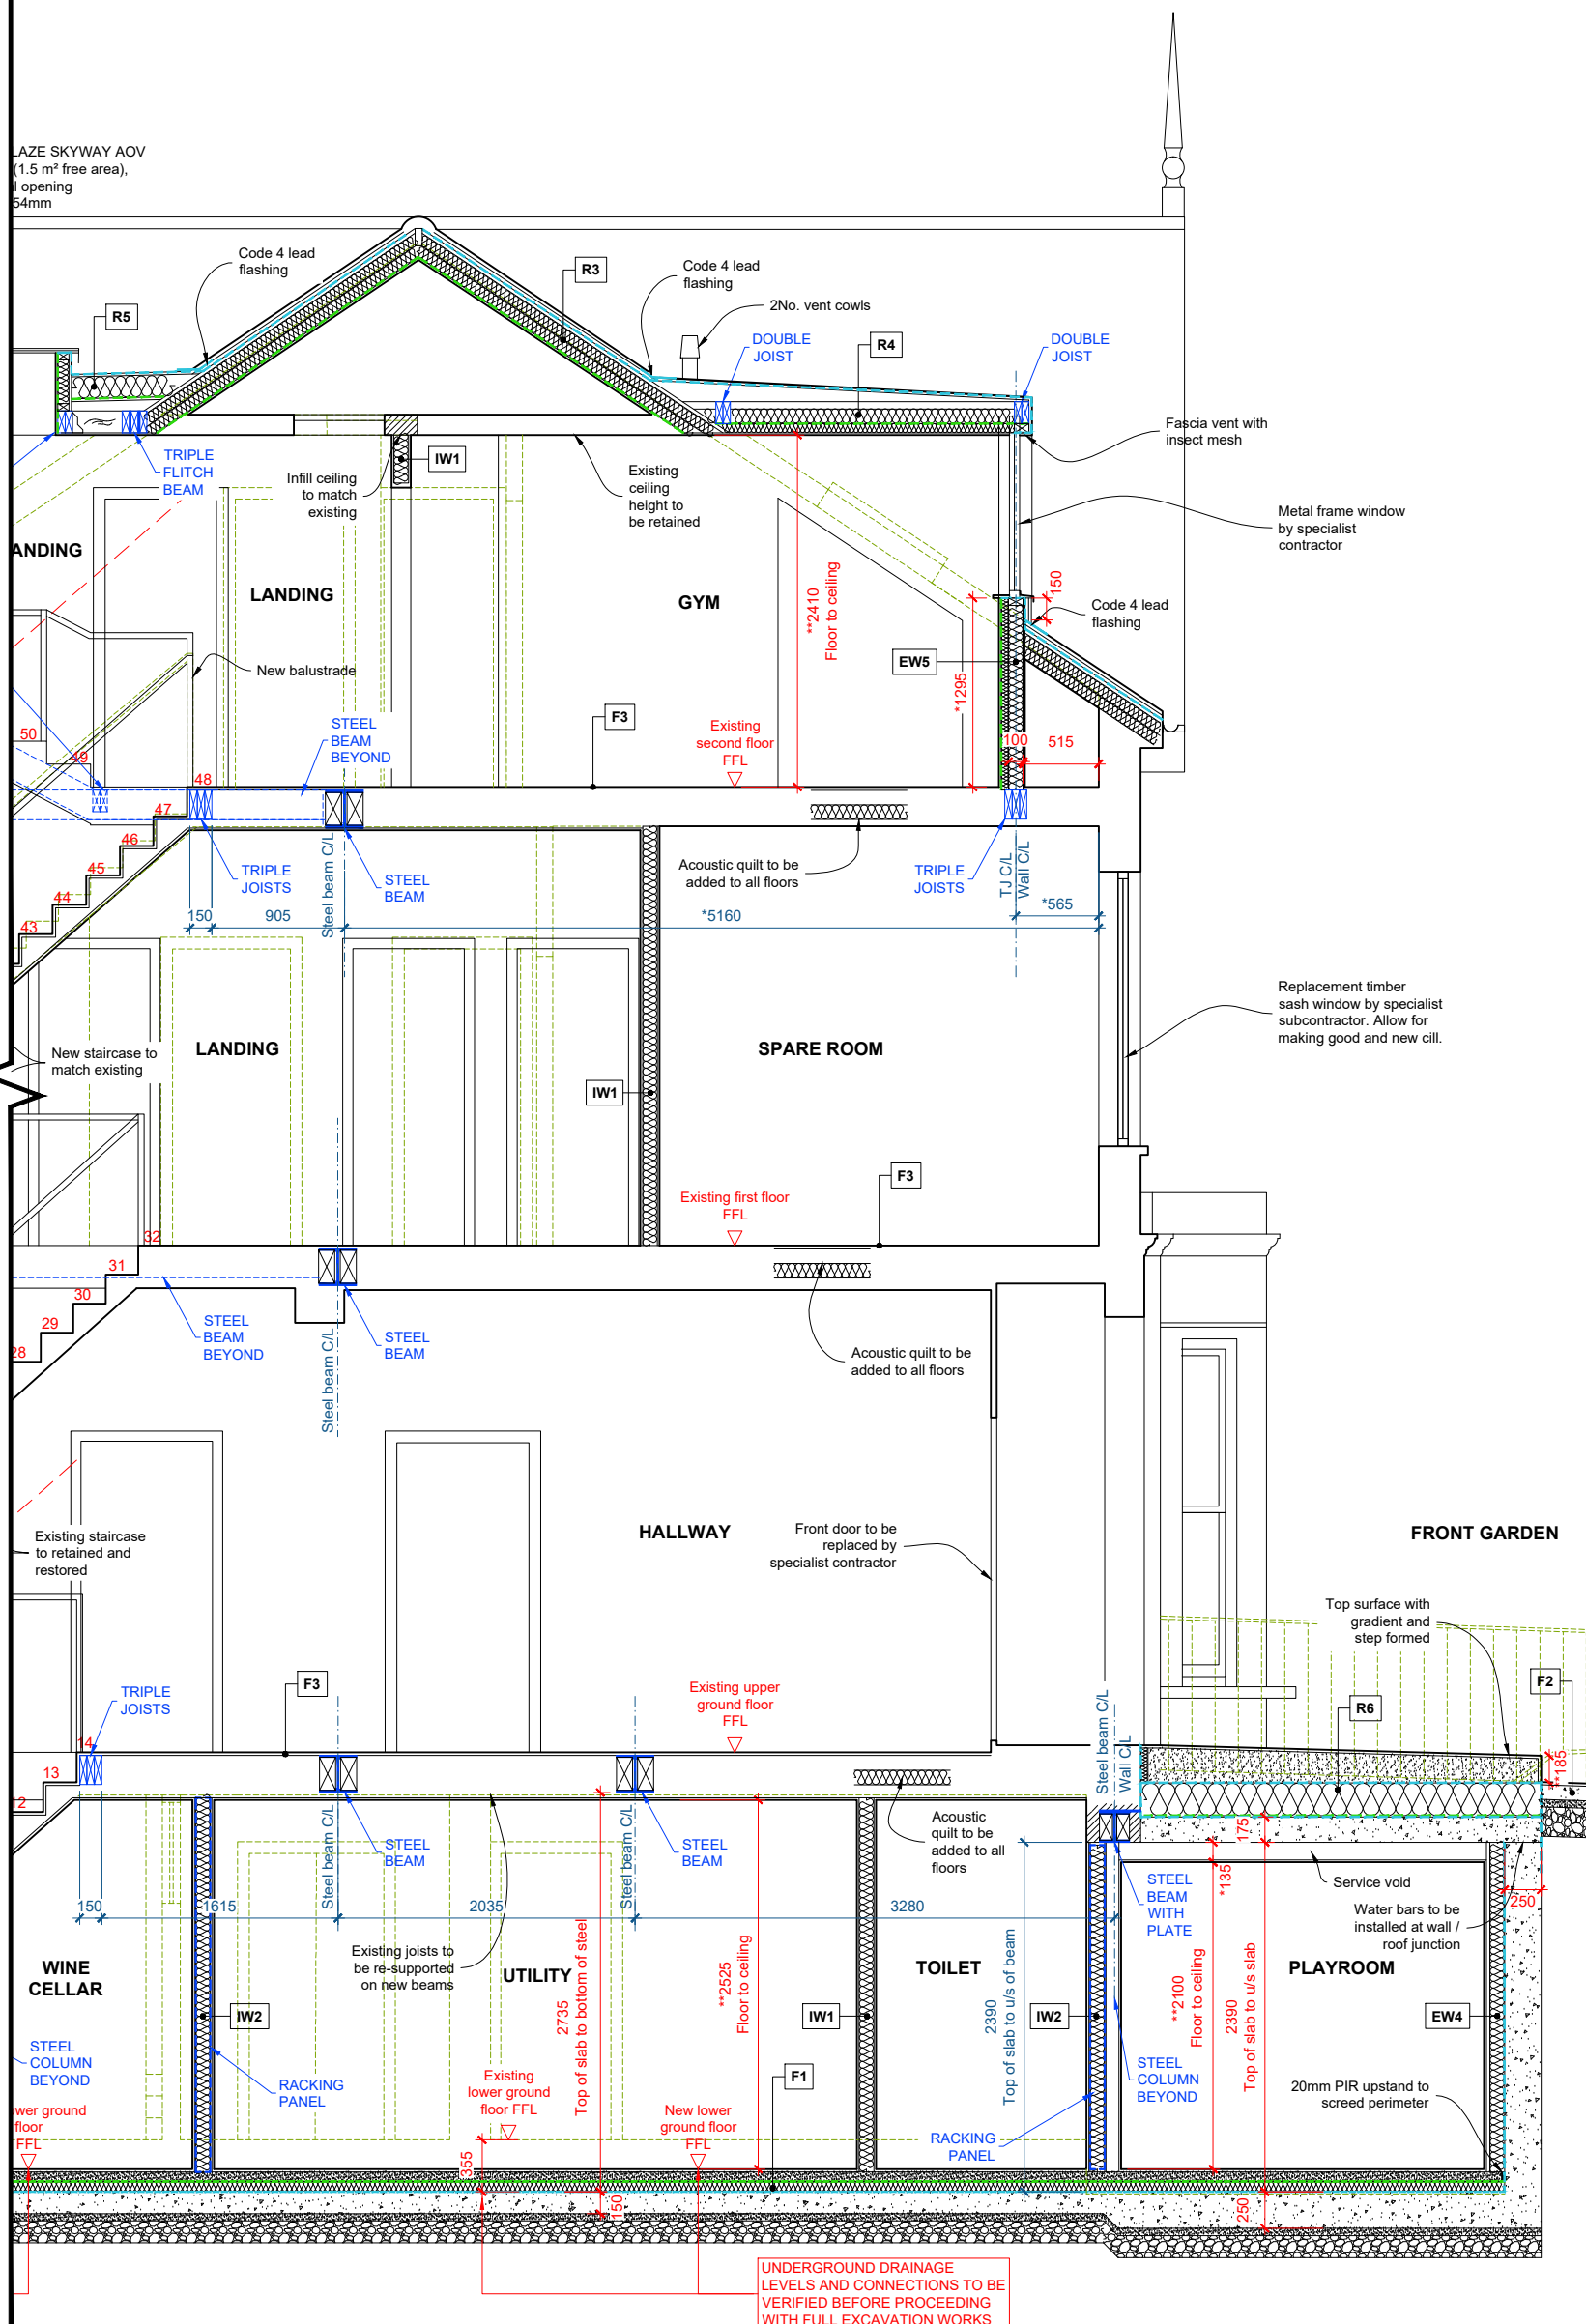 LAZE SKYWAY AOV
(1.5 m² free area),
l opening
54mm
Code 4 lead
flashing
R3
Code 4 lead
flashing
2No. vent cowls
R5
DOUBLE
JOIST
R4
DOUBLE
JOIST
Fascia vent with
insect mesh
TRIPLE
FLITCH
BEAM
IW1
Infill ceiling
to match
existing
Existing
ceiling
height to
be retained
Metal frame window
by specialist
contractor
ANDING
LANDING
GYM
**2410
Floor to ceiling
150
Code 4 lead
flashing
EW5
*1295
New balustrade
F3
STEEL
BEAM
BEYOND
Existing
second floor
FFL
100
515
50
49
48
47
46
45
44
43
TRIPLE
JOISTS
Steel beam C/L
STEEL
BEAM
Acoustic quilt to be
added to all floors
TRIPLE
JOISTS
TJ C/L
Wall C/L
150
905
*5160
*565
Replacement timber
sash window by specialist
subcontractor. Allow for
making good and new cill.
New staircase to
match existing
LANDING
SPARE ROOM
IW1
F3
Existing first floor
FFL
32
31
30
29
28
STEEL
BEAM
BEYOND
Steel beam C/L
STEEL
BEAM
Acoustic quilt to be
added to all floors
Existing staircase
to retained and
restored
HALLWAY
Front door to be
replaced by
specialist contractor
FRONT GARDEN
Top surface with
gradient and
step formed
F2
R6
TRIPLE
JOISTS
F3
Existing upper
ground floor
FFL
Steel beam C/L
Wall C/L
**185
14
13
12
Steel beam C/L
STEEL
BEAM
Steel beam C/L
STEEL
BEAM
Acoustic
quilt to be
added to all
floors
175
*135
Service void
STEEL
BEAM
WITH
PLATE
250
Water bars to be
installed at wall /
roof junction
150
1615
2035
3280
Existing joists to
be re-supported
on new beams
WINE
CELLAR
UTILITY
TOILET
PLAYROOM
2735
Top of slab to bottom of steel
**2525
Floor to ceiling
2390
Top of slab to u/s of beam
**2100
Floor to ceiling
2390
Top of slab to u/s slab
IW2
IW1
IW2
EW4
STEEL
COLUMN
BEYOND
RACKING
PANEL
Existing
lower ground
floor FFL
F1
STEEL
COLUMN
BEYOND
20mm PIR upstand to
screed perimeter
ower ground
floor
FFL
New lower
ground floor
FFL
RACKING
PANEL
355
150
250
UNDERGROUND DRAINAGE
LEVELS AND CONNECTIONS TO BE
VERIFIED BEFORE PROCEEDING
WITH FULL EXCAVATION WORKS